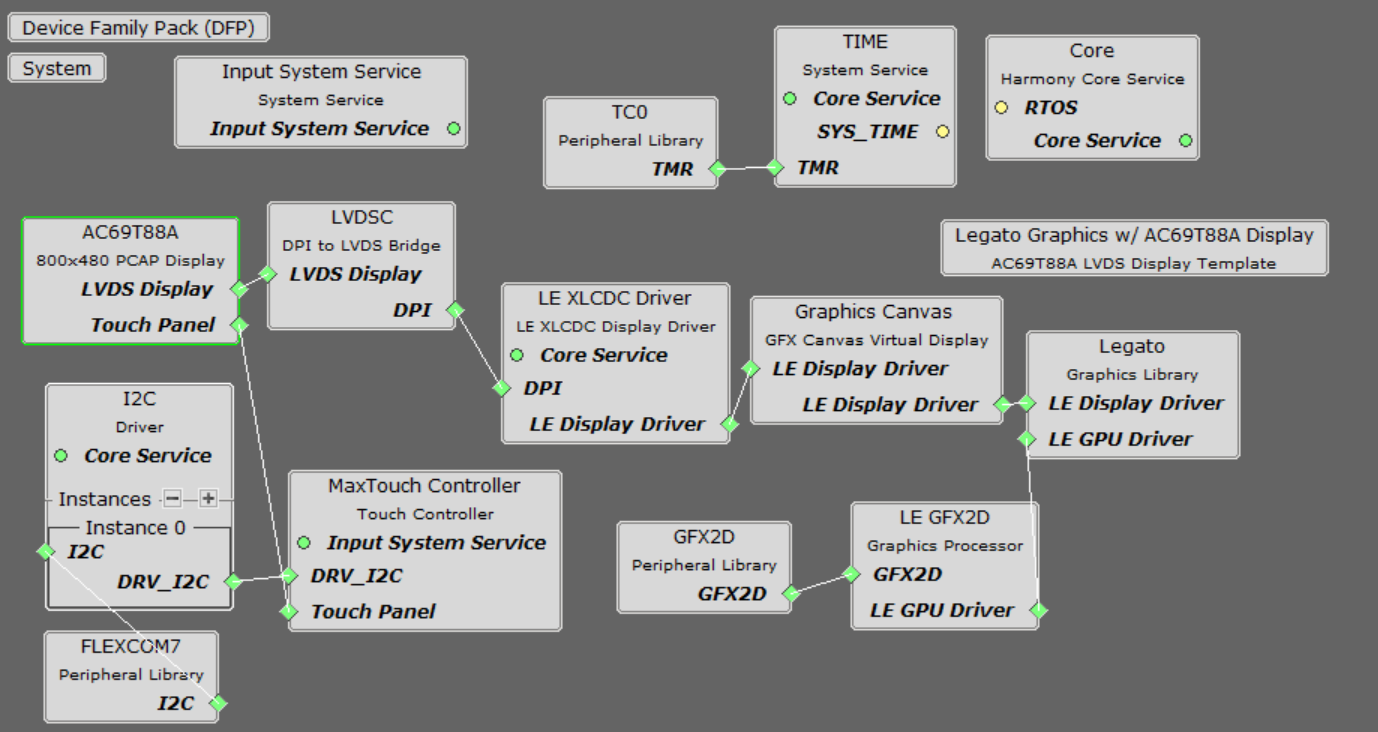 Device Family Pack (DFP)
System
Input System Service
System Service
Input System Service
TC0
Peripheral Library
TMR
TIME
System Service
Core Service
SYS_TIME
TMR
Core
Harmony Core Service
RTOS
Core Service
AC69T88A
800x480 PCAP Display
LVDS Display
Touch Panel
LVDSC
DPI to LVDS Bridge
LVDS Display
DPI
Legato Graphics w/ AC69T88A Display
AC69T88A LVDS Display Template
LE XLCDC Driver
LE XLCDC Display Driver
Core Service
DPI
LE Display Driver
Graphics Canvas
GFX Canvas Virtual Display
LE Display Driver
LE Display Driver
Legato
Graphics Library
LE Display Driver
LE GPU Driver
I2C
Driver
Core Service
Instances
Instance 0
I2C
DRV_I2C
MaxTouch Controller
Touch Controller
Input System Service
DRV_I2C
Touch Panel
GFX2D
Peripheral Library
GFX2D
LE GFX2D
Graphics Processor
GFX2D
LE GPU Driver
FLEXCOM7
Peripheral Library
I2C